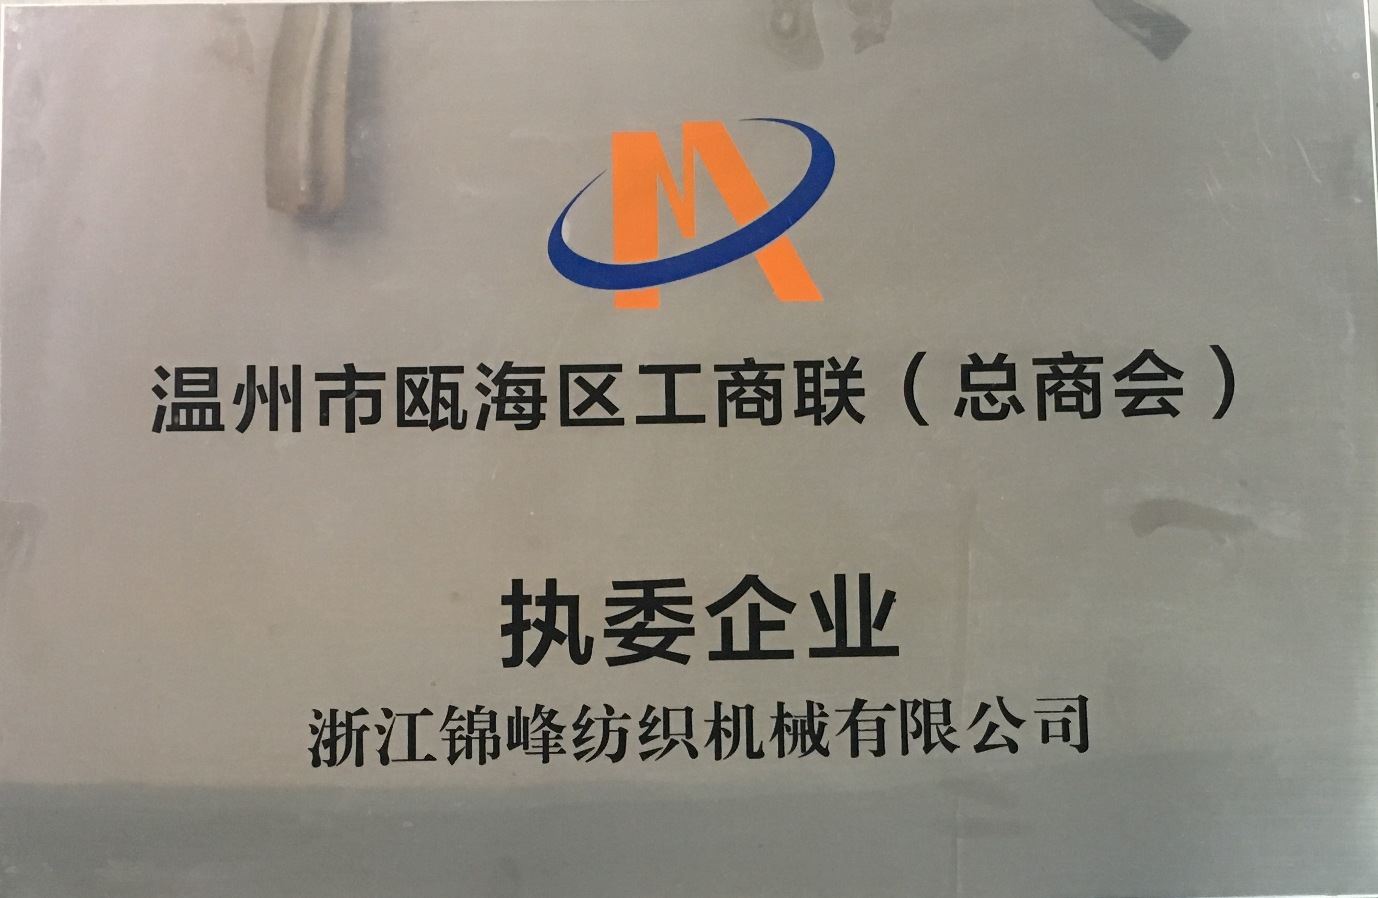 温州市瓯海区工商联（总商会）
执委企业
浙江锦峰纺织机械有限公司